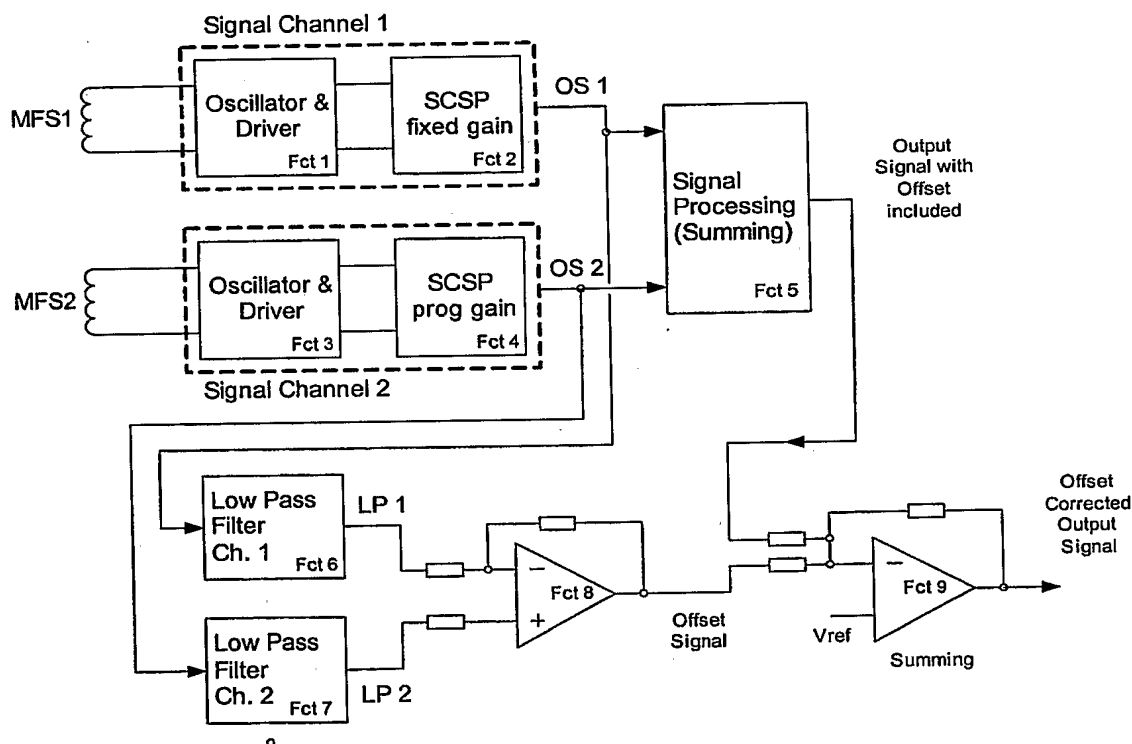 Signal Channel 1
MFS1
Oscillator &
Driver
Fct 1
SCSP
fixed gain
Fct 2
OS 1
Signal
Processing
(Summing)
Fct 5
Output
Signal with
Offset
included
MFS2
Oscillator &
Driver
Fct 3
SCSP
prog gain
Fct 4
OS 2
Signal Channel 2
Low Pass
Filter
Ch. 1
Fct 6
LP 1
Low Pass
Filter
Ch. 2
Fct 7
LP 2
−
+
Fct 8
Offset
Signal
−
Fct 9
Vref
Summing
Offset
Corrected
Output
Signal